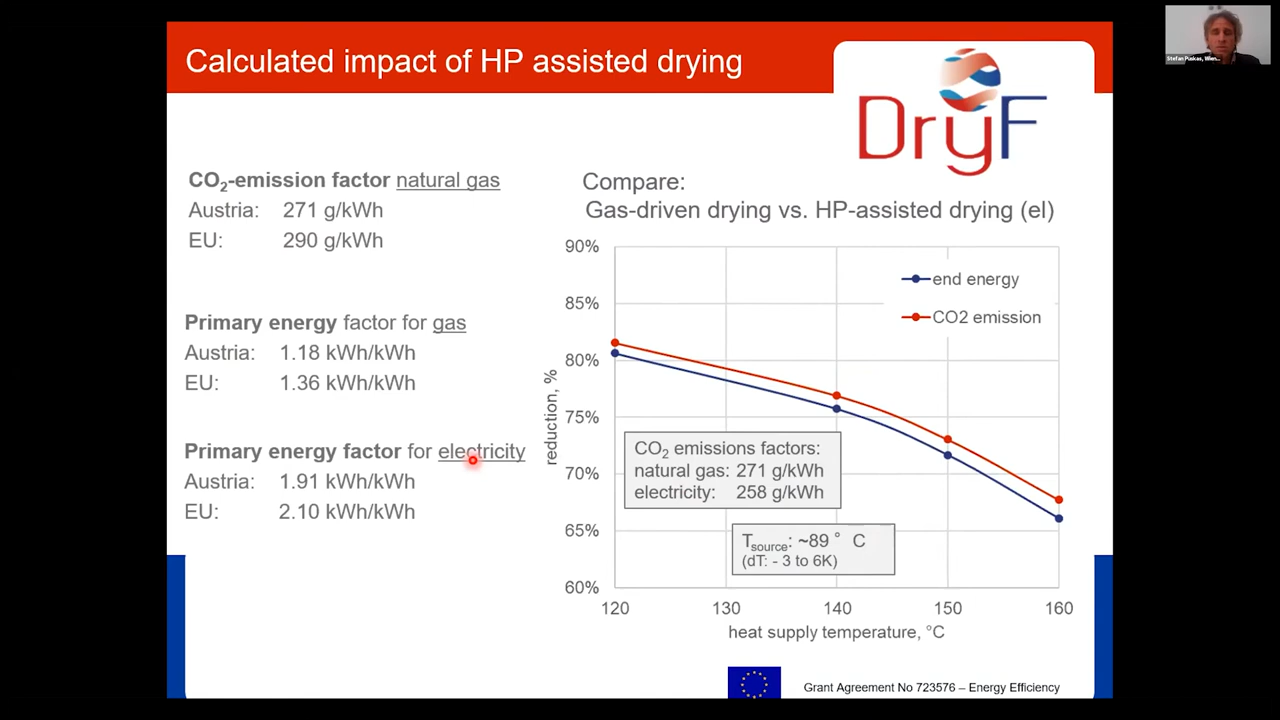 Calculated impact of HP assisted drying
DryF
Stefan Puskas, Wien...
CO2-emission factor natural gas
Austria: 271 g/kWh
EU: 290 g/kWh
Primary energy factor for gas
Austria: 1.18 kWh/kWh
EU: 1.36 kWh/kWh
Primary energy factor for electricity
Austria: 1.91 kWh/kWh
EU: 2.10 kWh/kWh
Compare:
Gas-driven drying vs. HP-assisted drying (el)
90%
85%
80%
75%
70%
65%
60%
reduction, %
end energy
CO2 emission
CO2 emissions factors:
natural gas: 271 g/kWh
electricity: 258 g/kWh
Tsource: ~89 ° C
(dT: - 3 to 6K)
120 130 140 150 160
heat supply temperature, °C
Grant Agreement No 723576 – Energy Efficiency